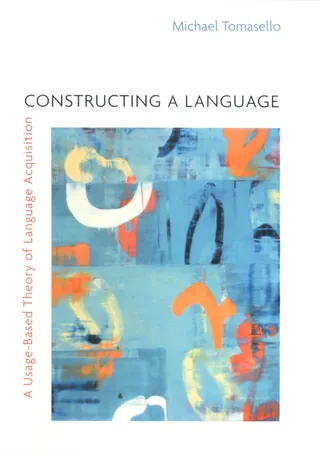 Michael Tomasello
CONSTRUCTING A LANGUAGE
A Usage-Based Theory of Language Acquisition